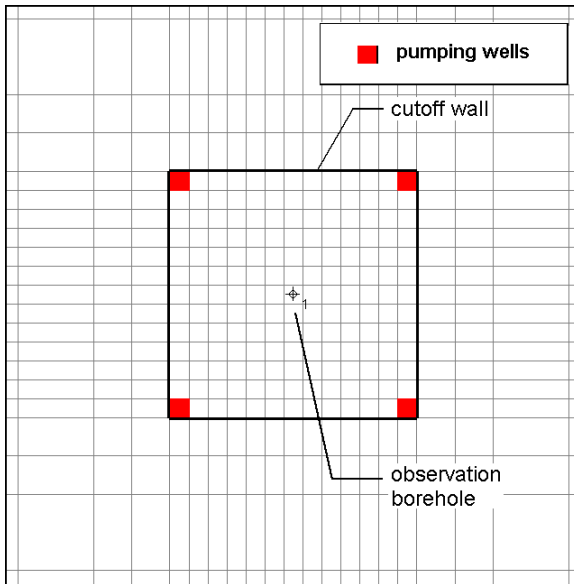 pumping wells
cutoff wall
1
observation
borehole